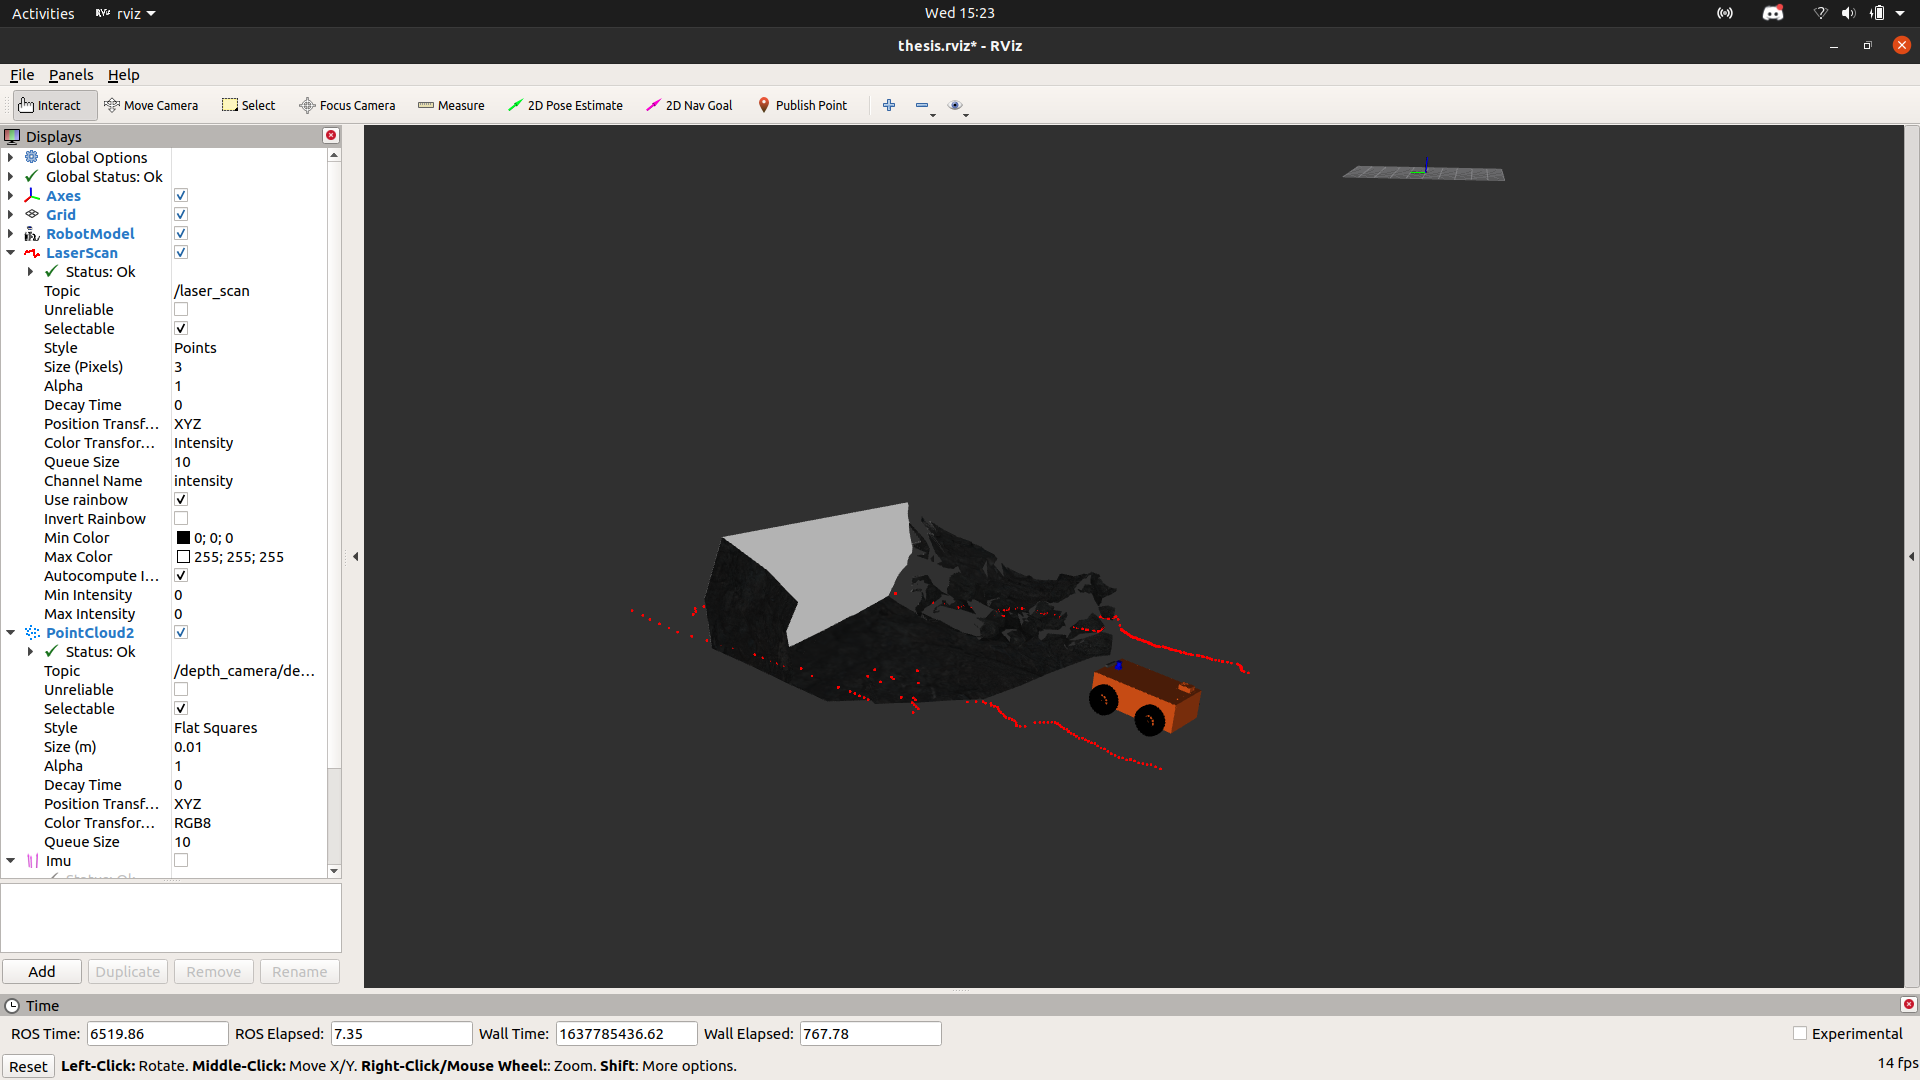 Activities RViz rviz Wed 15:23
thesis.rviz* - RViz
File Panels Help
Interact Move Camera Select Focus Camera Measure 2D Pose Estimate 2D Nav Goal Publish Point
Displays
Global Options
Global Status: Ok
Axes
Grid
RobotModel
LaserScan
Status: Ok
Topic /laser_scan
Unreliable
Selectable
Style Points
Size (Pixels) 3
Alpha 1
Decay Time 0
Position Transf... XYZ
Color Transfor... Intensity
Queue Size 10
Channel Name intensity
Use rainbow
Invert Rainbow
Min Color 0; 0; 0
Max Color 255; 255; 255
Autocompute I...
Min Intensity 0
Max Intensity 0
PointCloud2
Status: Ok
Topic /depth_camera/de...
Unreliable
Selectable
Style Flat Squares
Size (m) 0.01
Alpha 1
Decay Time 0
Position Transf... XYZ
Color Transfor... RGB8
Queue Size 10
Imu
Status: Ok
Add Duplicate Remove Rename
Time
ROS Time: 6519.86 ROS Elapsed: 7.35 Wall Time: 1637785436.62 Wall Elapsed: 767.78 Experimental
Reset Left-Click: Rotate. Middle-Click: Move X/Y. Right-Click/Mouse Wheel:: Zoom. Shift: More options. 14 fps